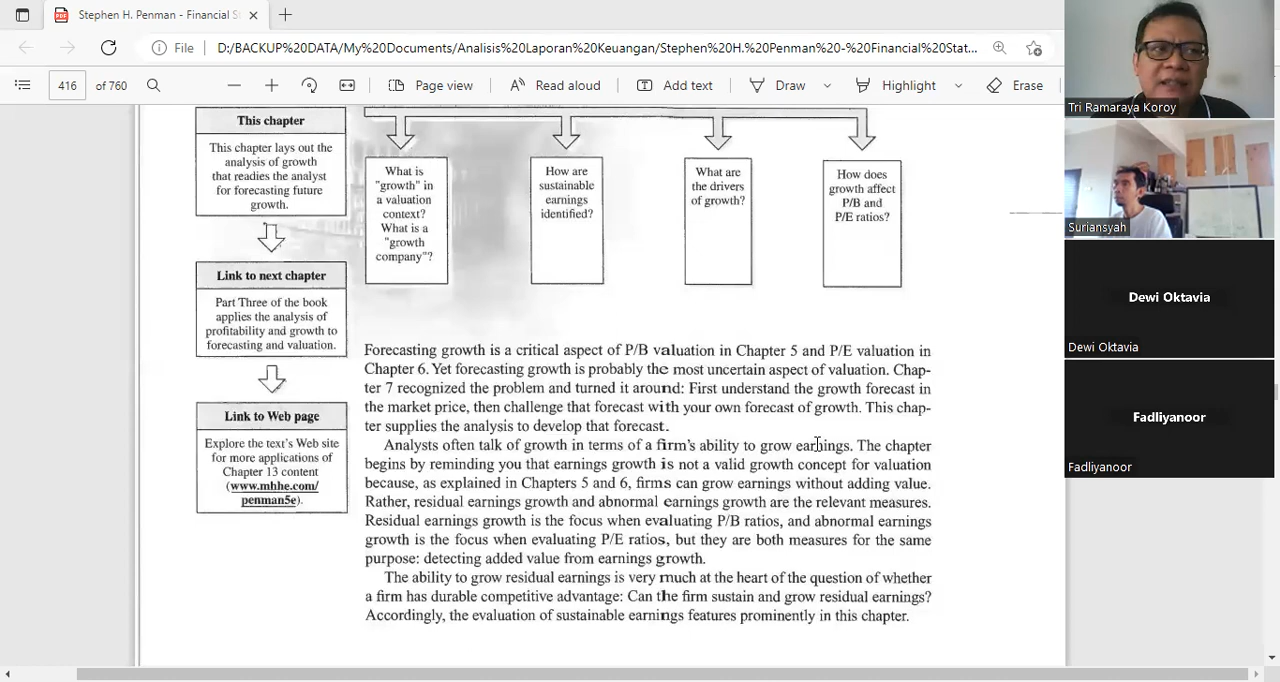 Stephen H. Penman - Financial S
File
D:/BACKUP%20DATA/My%20Documents/Analisis%20Laporan%20Keuangan/Stephen%20H.%20Penman%20-%20Financial%20Stat...
416
of 760
Page view
Read aloud
Add text
Draw
Highlight
Erase
This chapter
This chapter lays out the
analysis of growth
that readies the analyst
for forecasting future
growth.
Link to next chapter
Part Three of the book
applies the analysis of
profitability and growth to
forecasting and valuation.
Link to Web page
Explore the text's Web site
for more applications of
Chapter 13 content
(www.mhhe.com/
penman5e).
What is
"growth" in
a valuation
context?
What is a
"growth
company"?
How are
sustainable
earnings
identified?
What are
the drivers
of growth?
How does
growth affect
P/B and
P/E ratios?
Forecasting growth is a critical aspect of P/B valuation in Chapter 5 and P/E valuation in
Chapter 6. Yet forecasting growth is probably the most uncertain aspect of valuation. Chap-
ter 7 recognized the problem and turned it around: First understand the growth forecast in
the market price, then challenge that forecast with your own forecast of growth. This chap-
ter supplies the analysis to develop that forecast.
Analysts often talk of growth in terms of a firm's ability to grow earnings. The chapter
begins by reminding you that earnings growth is not a valid growth concept for valuation
because, as explained in Chapters 5 and 6, firms can grow earnings without adding value.
Rather, residual earnings growth and abnormal earnings growth are the relevant measures.
Residual earnings growth is the focus when evaluating P/B ratios, and abnormal earnings
growth is the focus when evaluating P/E ratios, but they are both measures for the same
purpose: detecting added value from earnings growth.
The ability to grow residual earnings is very much at the heart of the question of whether
a firm has durable competitive advantage: Can the firm sustain and grow residual earnings?
Accordingly, the evaluation of sustainable earnings features prominently in this chapter.
Tri Ramaraya Koroy
Suriansyah
Dewi Oktavia
Dewi Oktavia
Fadliyanoor
Fadliyanoor